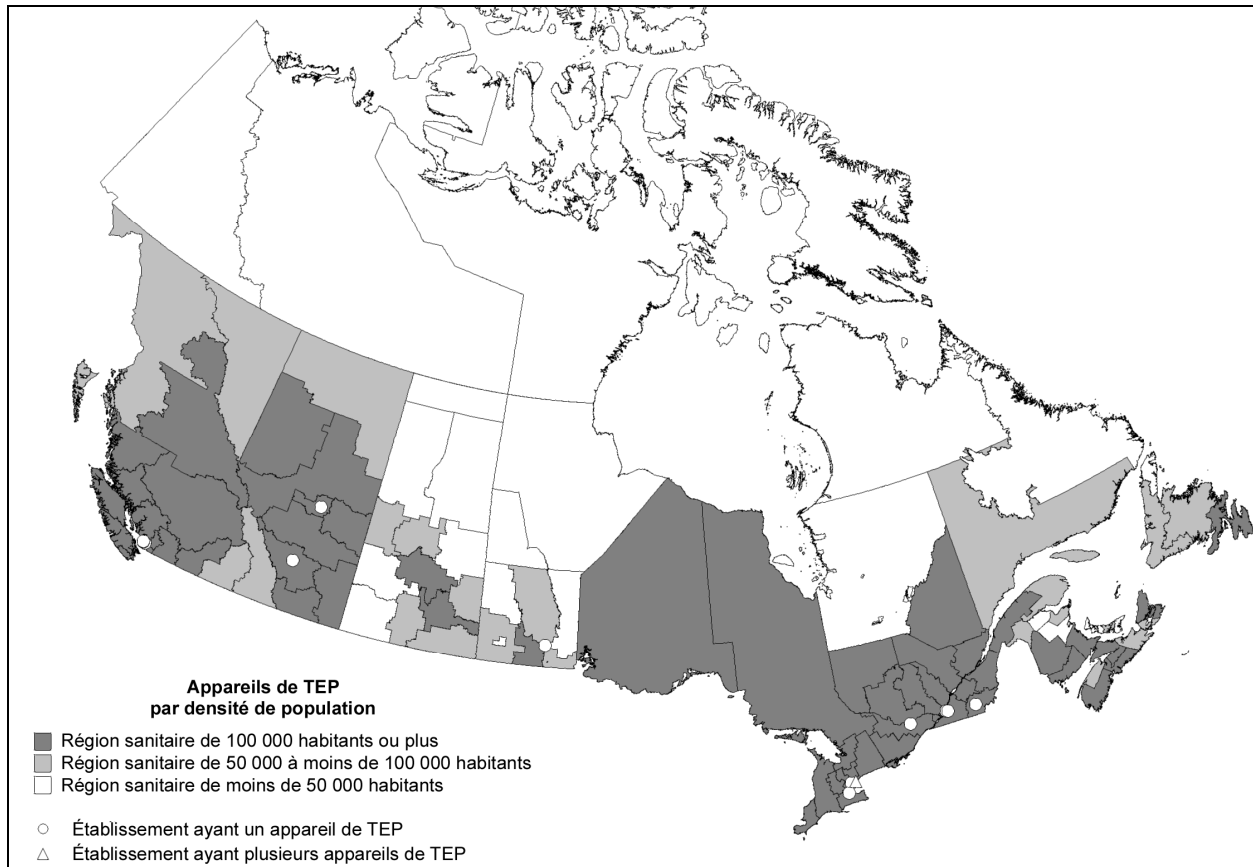 Appareils de TEP
par densité de population
Région sanitaire de 100 000 habitants ou plus
Région sanitaire de 50 000 à moins de 100 000 habitants
Région sanitaire de moins de 50 000 habitants
Établissement ayant un appareil de TEP
Établissement ayant plusieurs appareils de TEP